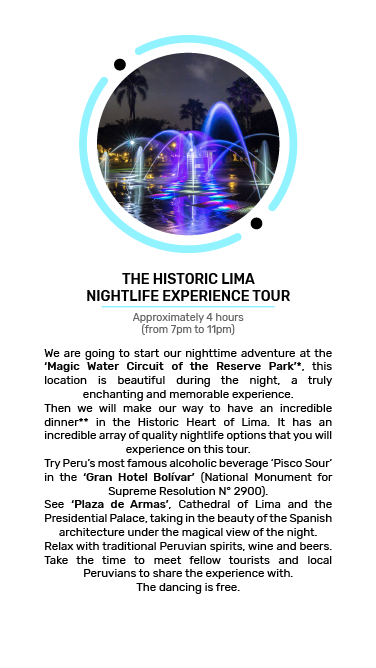 THE HISTORIC LIMA
NIGHTLIFE EXPERIENCE TOUR
Approximately 4 hours
(from 7pm to 11pm)
We are going to start our nighttime adventure at the
‘Magic Water Circuit of the Reserve Park’*, this
location is beautiful during the night, a truly
enchanting and memorable experience.
Then we will make our way to have an incredible
dinner** in the Historic Heart of Lima. It has an
incredible array of quality nightlife options that you will
experience on this tour.
Try Peru’s most famous alcoholic beverage ‘Pisco Sour’
in the ‘Gran Hotel Bolívar’ (National Monument for
Supreme Resolution N° 2900).
See ‘Plaza de Armas’, Cathedral of Lima and the
Presidential Palace, taking in the beauty of the Spanish
architecture under the magical view of the night.
Relax with traditional Peruvian spirits, wine and beers.
Take the time to meet fellow tourists and local
Peruvians to share the experience with.
The dancing is free.